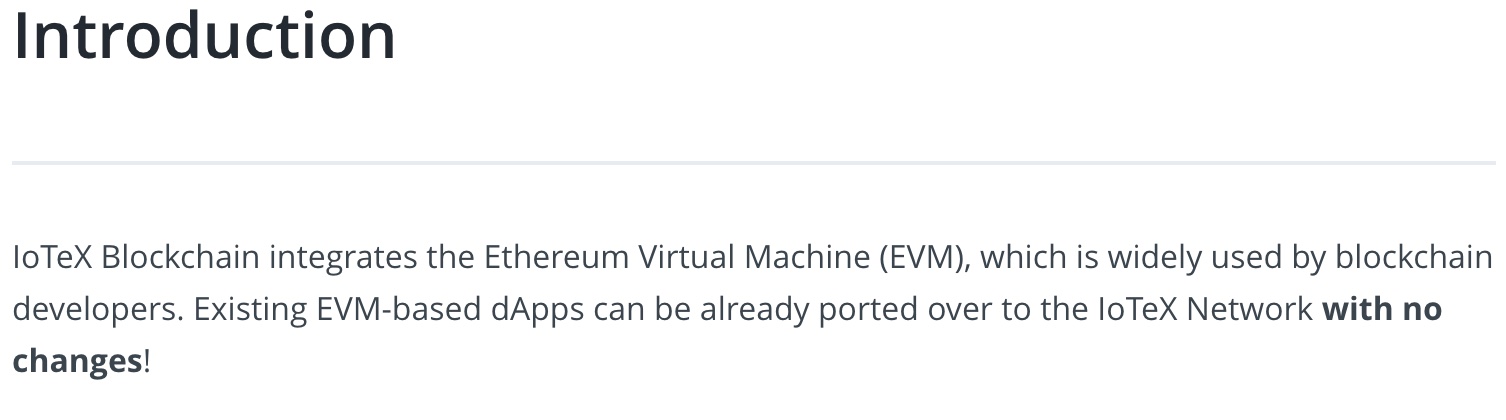 Introduction
IoTeX Blockchain integrates the Ethereum Virtual Machine (EVM), which is widely used by blockchain
developers. Existing EVM-based dApps can be already ported over to the IoTeX Network with no
changes!